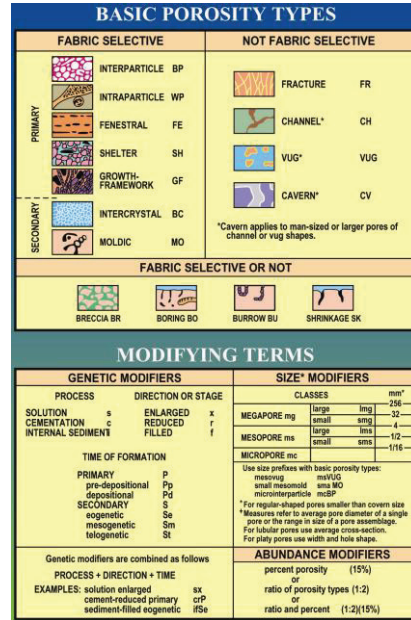 BASIC POROSITY TYPES
FABRIC SELECTIVE
PRIMARY
INTERPARTICLE BP
INTRAPARTICLE WP
FENESTRAL FE
SHELTER SH
GROWTH-
FRAMEWORK GF
SECONDARY
INTERCRYSTAL BC
MOLDIC MO
NOT FABRIC SELECTIVE
FRACTURE FR
CHANNEL* CH
VUG* VUG
CAVERN* CV
*Cavern applies to man-sized or larger pores of
channel or vug shapes.
FABRIC SELECTIVE OR NOT
BRECCIA BR
BORING BO
BURROW BU
SHRINKAGE SK
MODIFYING TERMS
GENETIC MODIFIERS
PROCESS DIRECTION OR STAGE
SOLUTION s ENLARGED x
CEMENTATION c REDUCED r
INTERNAL SEDIMENT i FILLED f
TIME OF FORMATION
PRIMARY P
pre-depositional Pp
depositional Pd
SECONDARY S
eogenetic Se
mesogenetic Sm
telogenetic St
Genetic modifiers are combined as follows
PROCESS + DIRECTION + TIME
EXAMPLES: solution enlarged sx
cement-reduced primary crP
sediment-filled eogenetic ifSe
SIZE* MODIFIERS
CLASSES mm*
256
MEGAPORE mg large lmg
32
small smg
4
MESOPORE ms large lms
1/2
small sms
1/16
MICROPORE mc
Use size prefixes with basic porosity types:
mesovug msVUG
small mesomold sma MO
microinterparticle mcBP
*For regular-shaped pores smaller than covern size
*Measures refer to average pore diameter of a single
pore or the range in size of a pore assemblage.
For lubular pores use average cross-section.
For platy pores use width and hole shape.
ABUNDANCE MODIFIERS
percent porosity (15%)
or
ratio of porosity types (1:2)
or
ratio and percent (1:2)(15%)